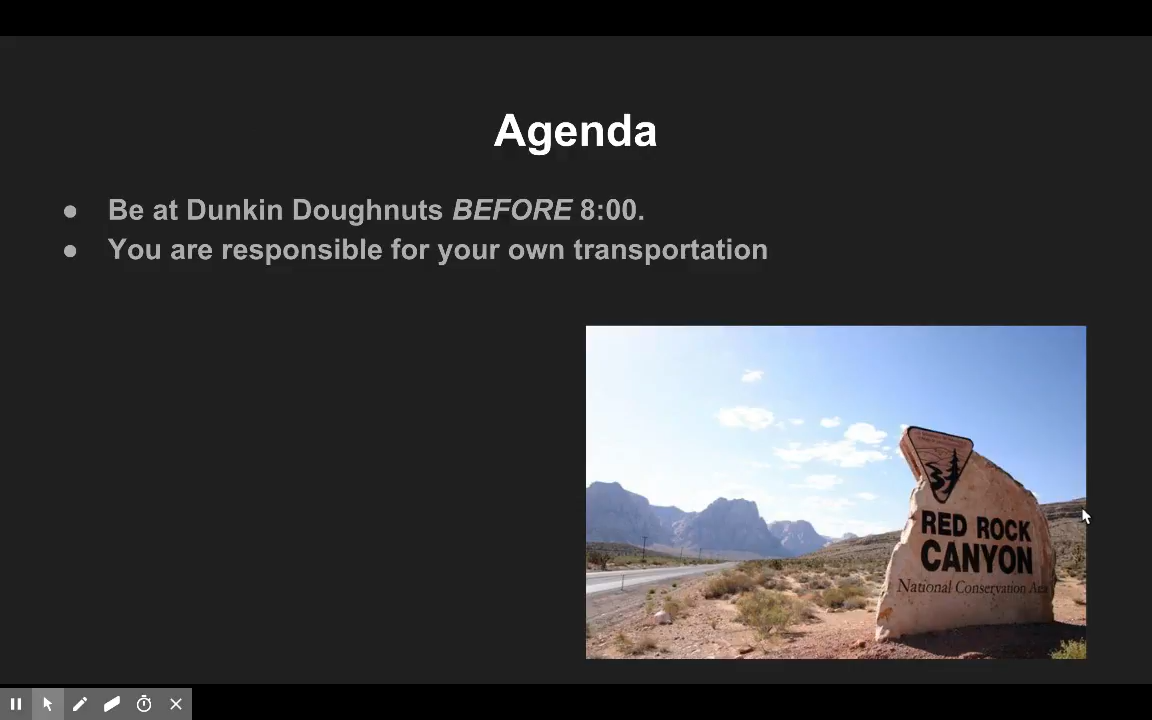 Agenda
● Be at Dunkin Doughnuts BEFORE 8:00.
● You are responsible for your own transportation
RED ROCK
CANYON
National Conservation Area